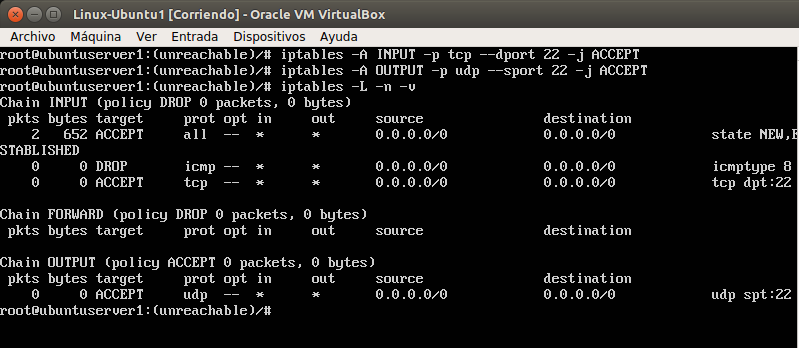 Linux-Ubuntu1 [Corriendo] - Oracle VM VirtualBox
Archivo Máquina Ver Entrada Dispositivos Ayuda
root@ubuntuserver1:(unreachable)/# iptables -A INPUT -p tcp --dport 22 -j ACCEPT
root@ubuntuserver1:(unreachable)/# iptables -A OUTPUT -p udp --sport 22 -j ACCEPT
root@ubuntuserver1:(unreachable)/# iptables -L -n -v
Chain INPUT (policy DROP 0 packets, 0 bytes)
 pkts bytes target     prot opt in     out     source               destination
    2   652 ACCEPT     all  --  *      *       0.0.0.0/0            0.0.0.0/0            state NEW,E
STABLISHED
    0     0 DROP       icmp --  *      *       0.0.0.0/0            0.0.0.0/0            icmptype 8
    0     0 ACCEPT     tcp  --  *      *       0.0.0.0/0            0.0.0.0/0            tcp dpt:22
Chain FORWARD (policy DROP 0 packets, 0 bytes)
 pkts bytes target     prot opt in     out     source               destination
Chain OUTPUT (policy ACCEPT 0 packets, 0 bytes)
 pkts bytes target     prot opt in     out     source               destination
    0     0 ACCEPT     udp  --  *      *       0.0.0.0/0            0.0.0.0/0            udp spt:22
root@ubuntuserver1:(unreachable)/#